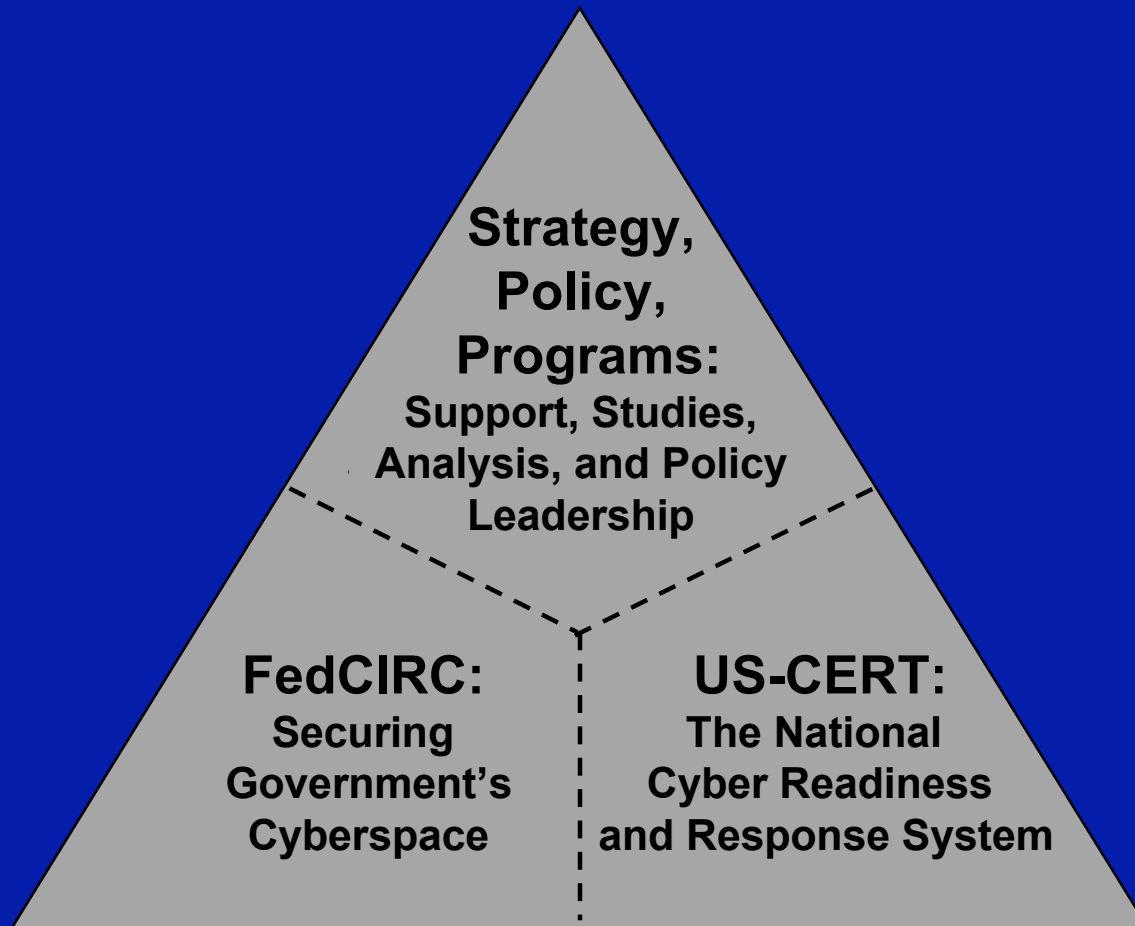 Strategy,
Policy,
Programs:
Support, Studies,
Analysis, and Policy
Leadership
FedCIRC:
Securing
Government’s
Cyberspace
US-CERT:
The National
Cyber Readiness
and Response System